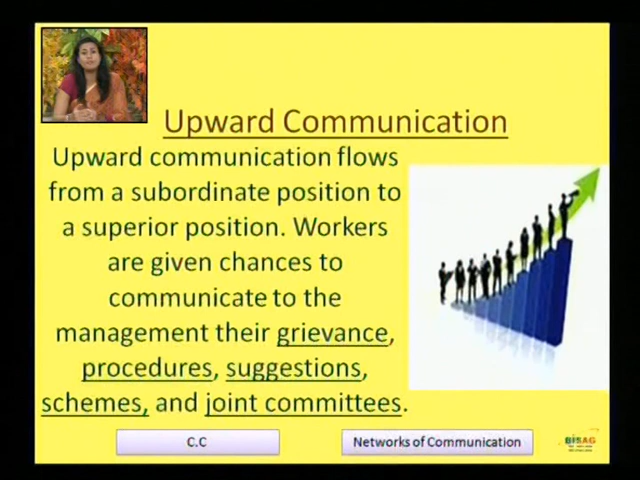 Upward Communication
Upward communication flows
from a subordinate position to
a superior position. Workers
are given chances to
communicate to the
management their grievance,
procedures, suggestions,
schemes, and joint committees.
C.C
Networks of Communication
BISAG